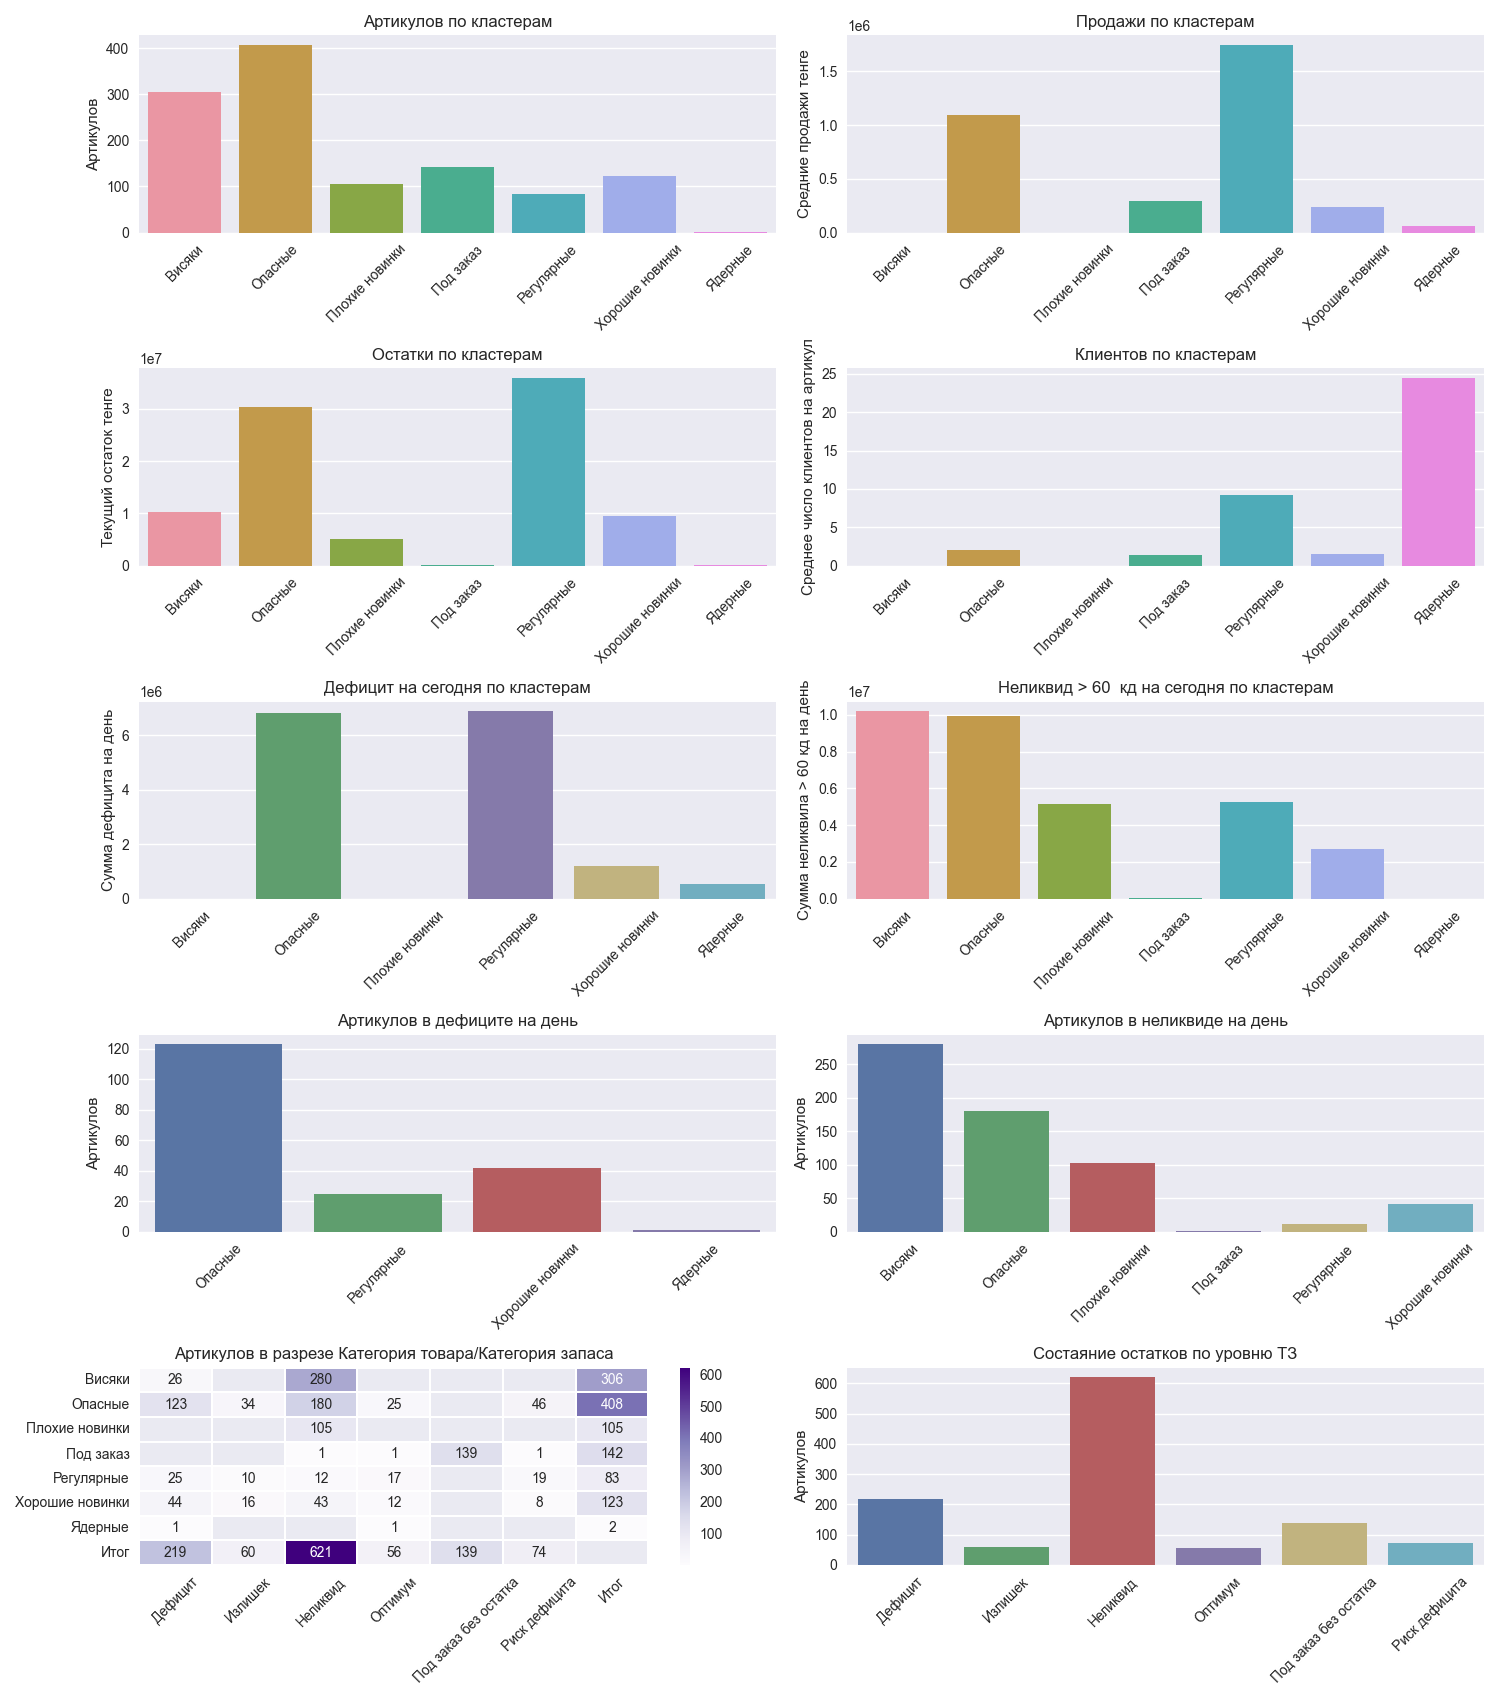 Артикулов по кластерам
Артикулов
400
300
200
100
0
Висяки
Опасные
Плохие новинки
Под заказ
Регулярные
Хорошие новинки
Ядерные
Продажи по кластерам
1e6
Средние продажи тенге
1.5
1.0
0.5
0.0
Висяки
Опасные
Плохие новинки
Под заказ
Регулярные
Хорошие новинки
Ядерные
Остатки по кластерам
1e7
Текущий остаток тенге
3
2
1
0
Висяки
Опасные
Плохие новинки
Под заказ
Регулярные
Хорошие новинки
Ядерные
Клиентов по кластерам
Среднее число клиентов на артикул
25
20
15
10
5
0
Висяки
Опасные
Плохие новинки
Под заказ
Регулярные
Хорошие новинки
Ядерные
Дефицит на сегодня по кластерам
1e6
Сумма дефицита на день
6
4
2
0
Висяки
Опасные
Плохие новинки
Регулярные
Хорошие новинки
Ядерные
Неликвид > 60 кд на сегодня по кластерам
1e7
Сумма неликвила > 60 кд на день
1.0
0.8
0.6
0.4
0.2
0.0
Висяки
Опасные
Плохие новинки
Под заказ
Регулярные
Хорошие новинки
Ядерные
Артикулов в дефиците на день
Артикулов
120
100
80
60
40
20
0
Опасные
Регулярные
Хорошие новинки
Ядерные
Артикулов в неликвиде на день
Артикулов
250
200
150
100
50
0
Висяки
Опасные
Плохие новинки
Под заказ
Регулярные
Хорошие новинки
Артикулов в разрезе Категория товара/Категория запаса
Висяки 26 280 306
Опасные 123 34 180 25 46 408
Плохие новинки 105 105
Под заказ 1 1 139 1 142
Регулярные 25 10 12 17 19 83
Хорошие новинки 44 16 43 12 8 123
Ядерные 1 1 2
Итог 219 60 621 56 139 74
Дефицит
Излишек
Неликвид
Оптимум
Под заказ без остатка
Риск дефицита
Итог
600
500
400
300
200
100
Состаяние остатков по уровню ТЗ
Артикулов
600
500
400
300
200
100
0
Дефицит
Излишек
Неликвид
Оптимум
Под заказ без остатка
Риск дефицита